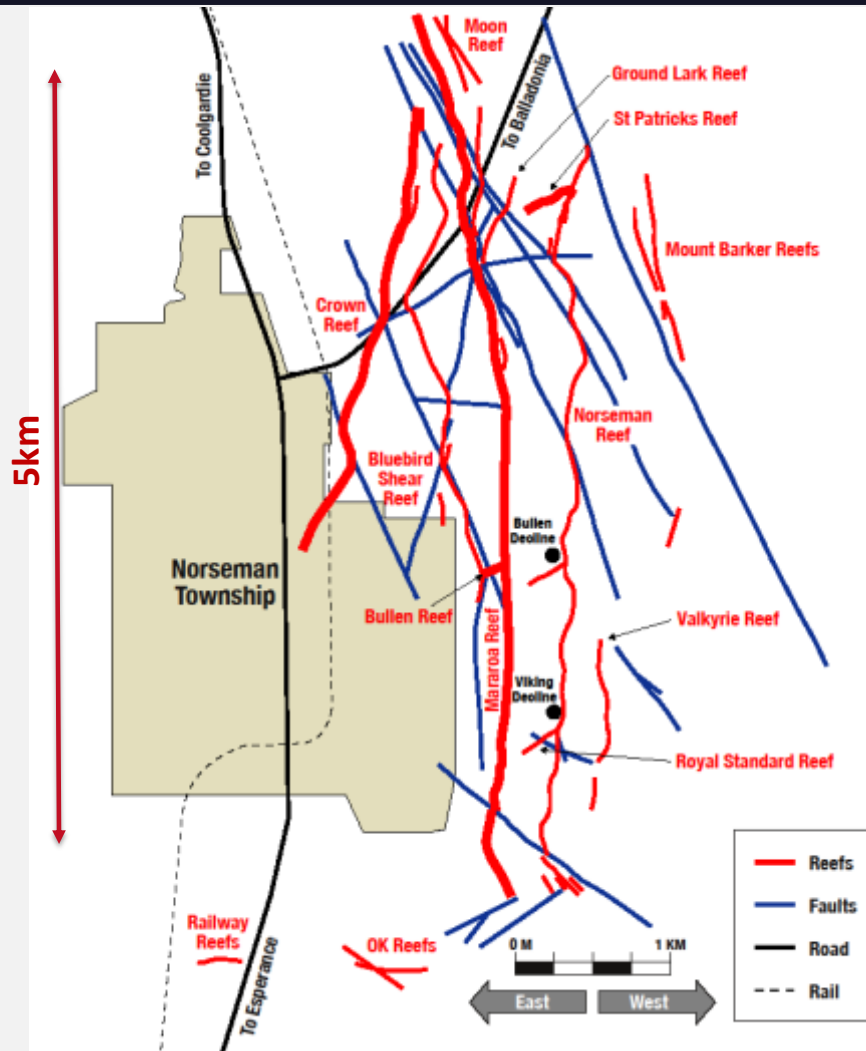 Moon
Reef
Ground Lark Reef
St Patricks Reef
To Balladonia
To Coolgardie
Mount Barker Reefs
Crown
Reef
5km
Norseman
Reef
Bluebird
Shear
Reef
Bullen
Deoline
Norseman
Township
Bullen Reef
Mararoa Reef
Valkyrie Reef
Viking
Deoline
Royal Standard Reef
Reefs
Faults
Road
Rail
Railway
Reefs
OK Reefs
To Esperance
0 M
1 KM
East
West